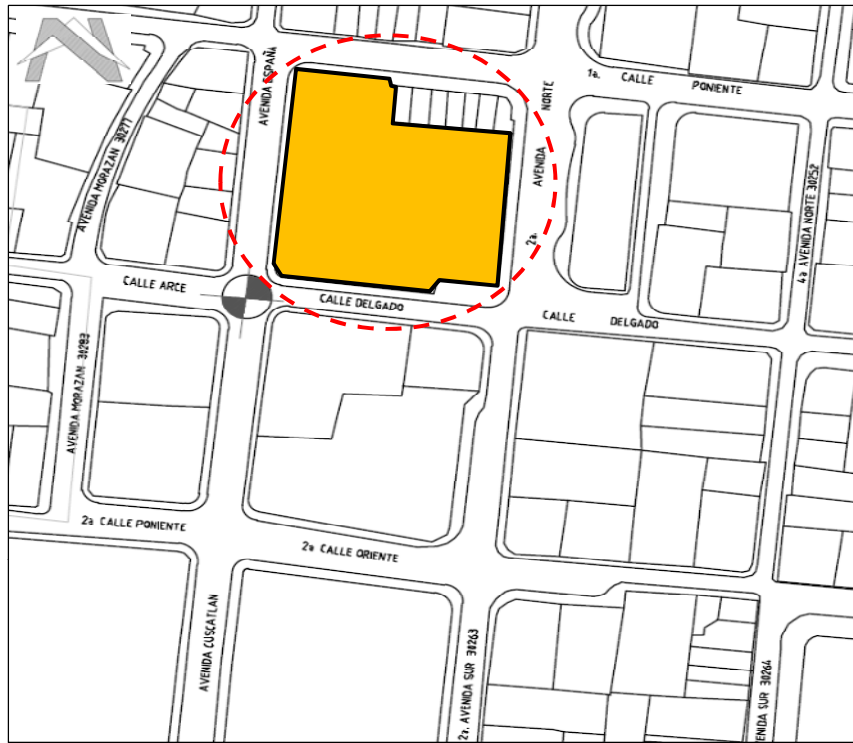 AVENIDA ESPAÑA
1a. CALLE PONIENTE
2a. AVENIDA NORTE
AVENIDA MORAZAN 30271
4a AVENIDA NORTE 30252
CALLE ARCE
CALLE DELGADO
CALLE DELGADO
AVENIDA MORAZAN 30283
2a CALLE PONIENTE
2a CALLE ORIENTE
AVENIDA CUSCATLAN
2a. AVENIDA SUR 30263
SUR 30264